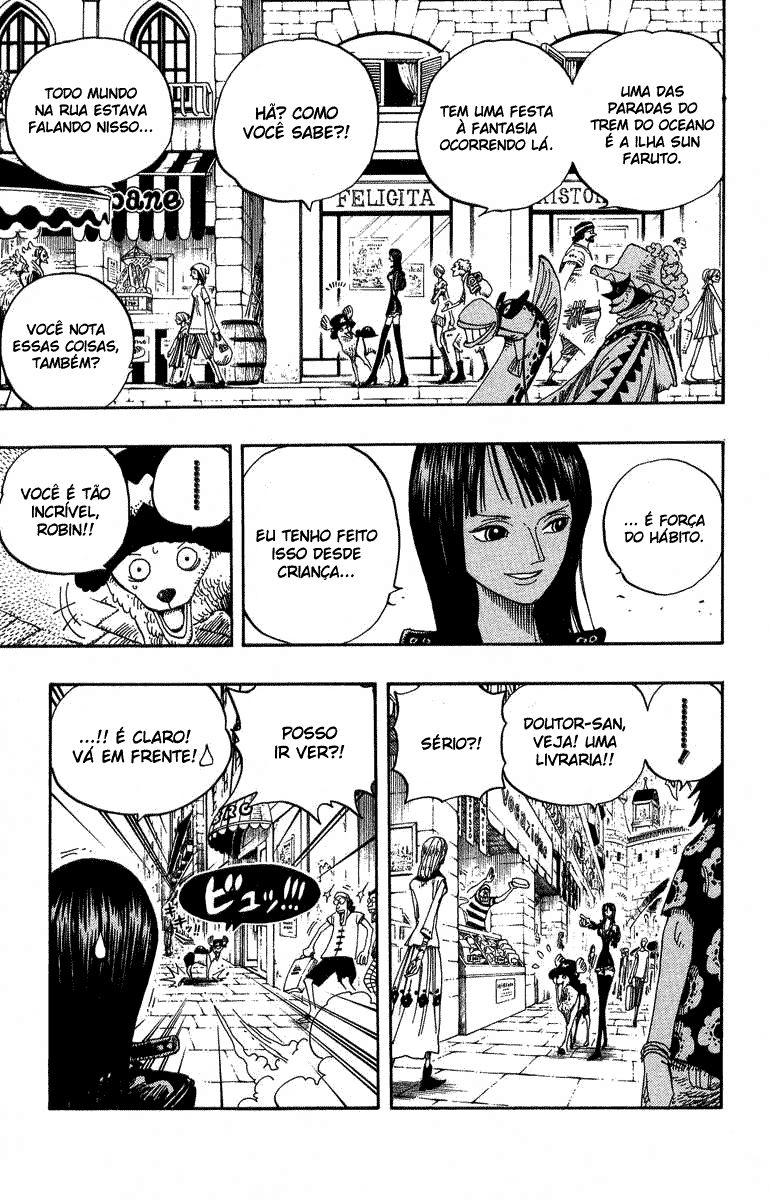 UMA DAS
PARADAS DO
TREM DO OCEANO
É A ILHA SUN
FARUTO.
TEM UMA FESTA
À FANTASIA
OCORRENDO LÁ.
HÃ? COMO
VOCÊ SABE?!
TODO MUNDO
NA RUA ESTAVA
FALANDO NISSO...
FELIGITA
pane
VOCÊ NOTA
ESSAS COISAS,
TAMBÉM?
... É FORÇA
DO HÁBITO.
EU TENHO FEITO
ISSO DESDE
CRIANÇA...
VOCÊ É TÃO
INCRÍVEL,
ROBIN!!
DOUTOR-SAN,
VEJA! UMA
LIVRARIA!!
SÉRIO?!
POSSO
IR VER?!
...!! É CLARO!
VÁ EM FRENTE!
ビュッ!!!